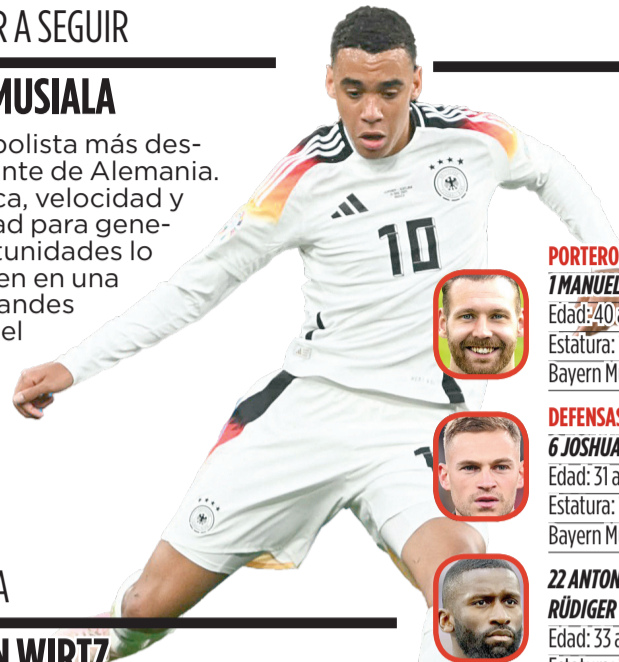 R A SEGUIR
MUSIALA
bolista más des-
nte de Alemania.
ca, velocidad y
ad para gene-
tunidades lo
en en una
andes
el
10
PORTERO
1 MANUEL
Edad: 40 a
Estatura:
Bayern M
DEFENSAS
6 JOSHUA
Edad: 31 a
Estatura:
Bayern M
22 ANTON
RÜDIGER
Edad: 33 a
A
N WIRTZ